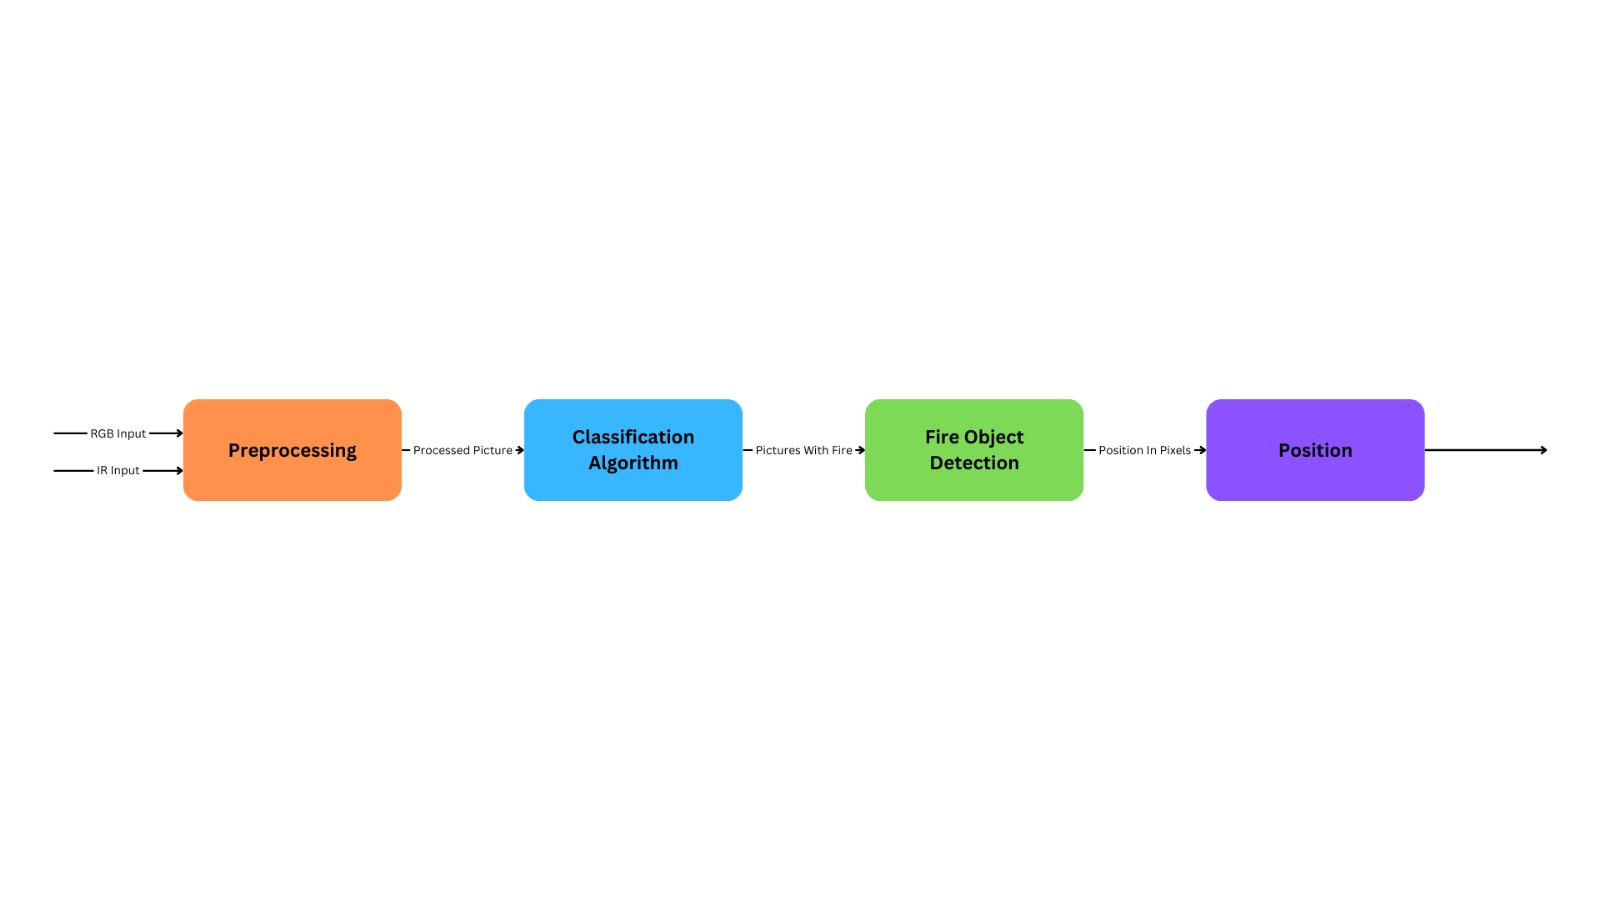 RGB Input
IR Input
Preprocessing
Processed Picture
Classification
Algorithm
Pictures With Fire
Fire Object
Detection
Position In Pixels
Position